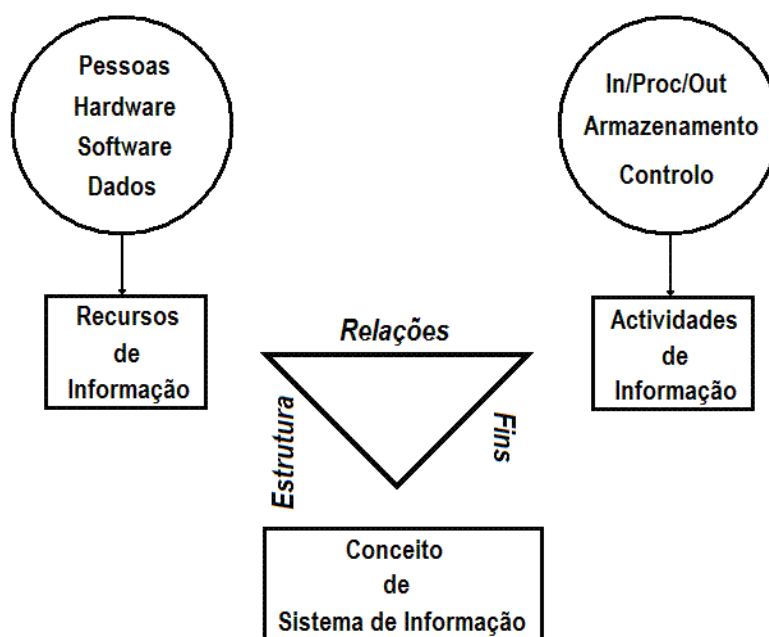 Pessoas
Hardware
Software
Dados
In/Proc/Out
Armazenamento
Controlo
Recursos
de
Informação
Relações
Estrutura
Fins
Actividades
de
Informação
Conceito
de
Sistema de Informação